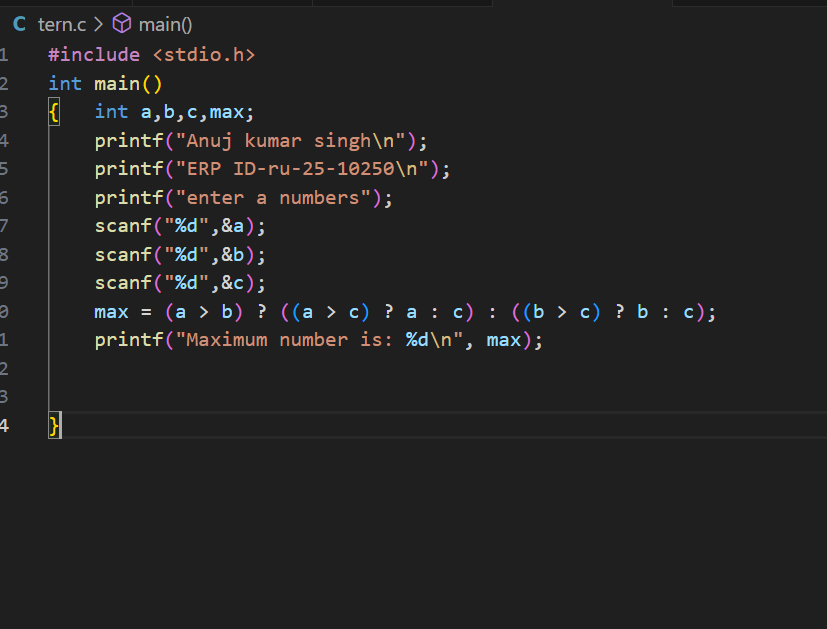 C tern.c > main()
1 #include <stdio.h>
2 int main()
3 {   int a,b,c,max;
4     printf("Anuj kumar singh\n");
5     printf("ERP ID-ru-25-10250\n");
6     printf("enter a numbers");
7     scanf("%d",&a);
8     scanf("%d",&b);
9     scanf("%d",&c);
0     max = (a > b) ? ((a > c) ? a : c) : ((b > c) ? b : c);
1     printf("Maximum number is: %d\n", max);
2
3
4 }